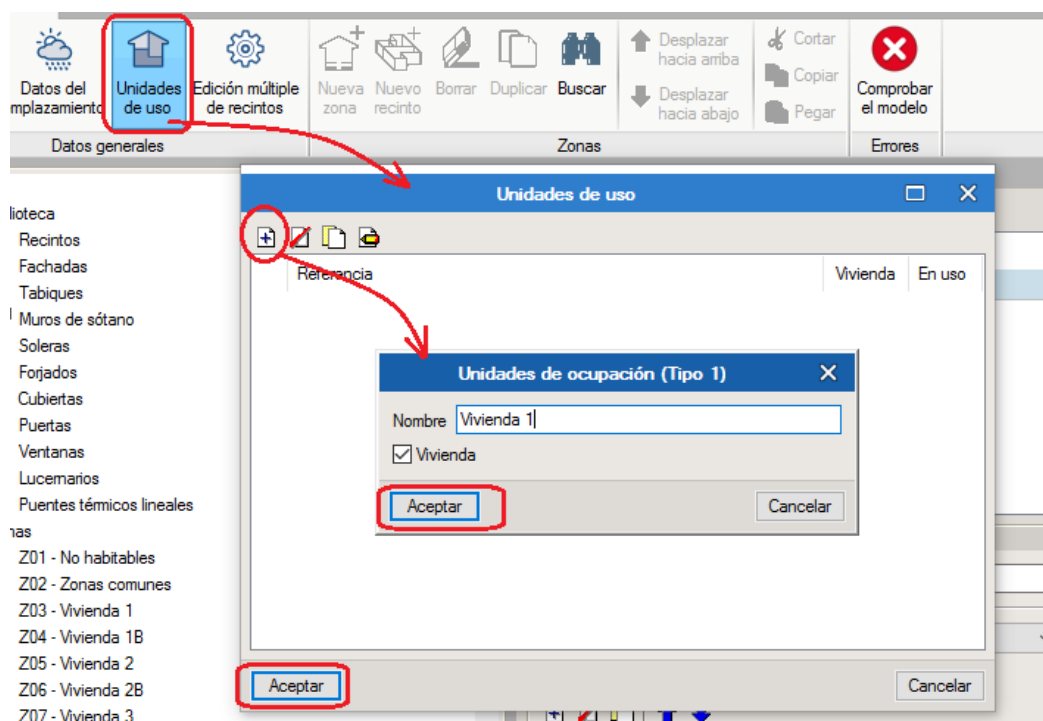 Datos del
mplazamiento
Unidades
de uso
Edición múltiple
de recintos
Nueva
zona
Nuevo
recinto
Borrar
Duplicar
Buscar
Desplazar
hacia arriba
Desplazar
hacia abajo
Cortar
Copiar
Pegar
Comprobar
el modelo
Datos generales
Zonas
Errores
lioteca
Recintos
Fachadas
Tabiques
Muros de sótano
Soleras
Forjados
Cubiertas
Puertas
Ventanas
Lucernarios
Puentes térmicos lineales
nas
Z01 - No habitables
Z02 - Zonas comunes
Z03 - Vivienda 1
Z04 - Vivienda 1B
Z05 - Vivienda 2
Z06 - Vivienda 2B
Z07 - Vivienda 3
Unidades de uso
Referencia
Vivienda
En uso
Unidades de ocupación (Tipo 1)
Nombre
Vivienda 1
Vivienda
Aceptar
Cancelar
Aceptar
Cancelar